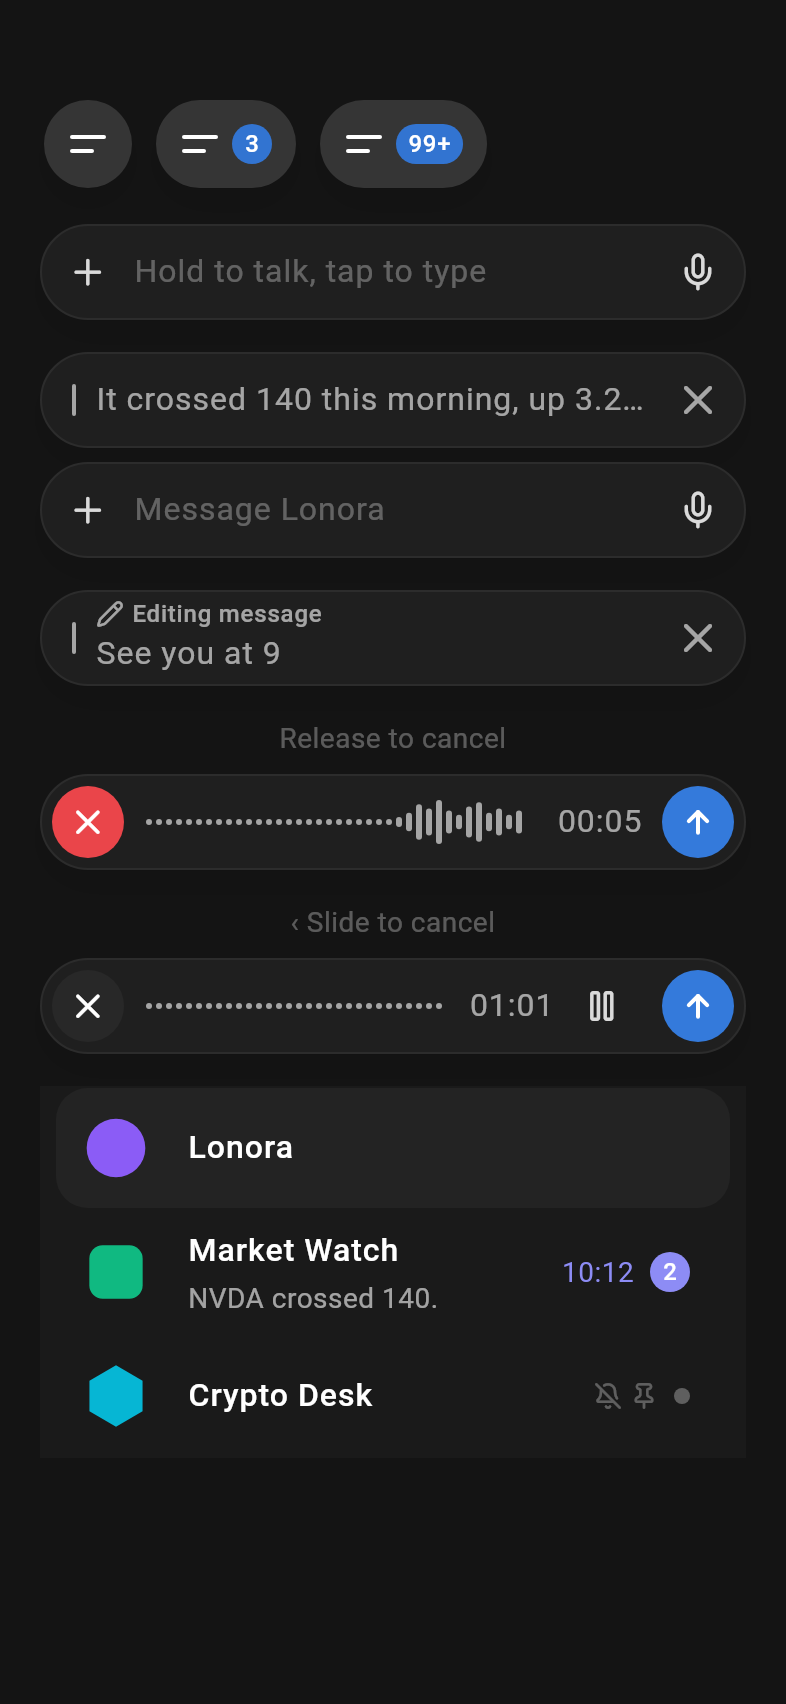 3
99+
Hold to talk, tap to type
It crossed 140 this morning, up 3.2…
Message Lonora
Editing message
See you at 9
Release to cancel
00:05
‹ Slide to cancel
01:01
Lonora
Market Watch
10:12 2
NVDA crossed 140.
Crypto Desk